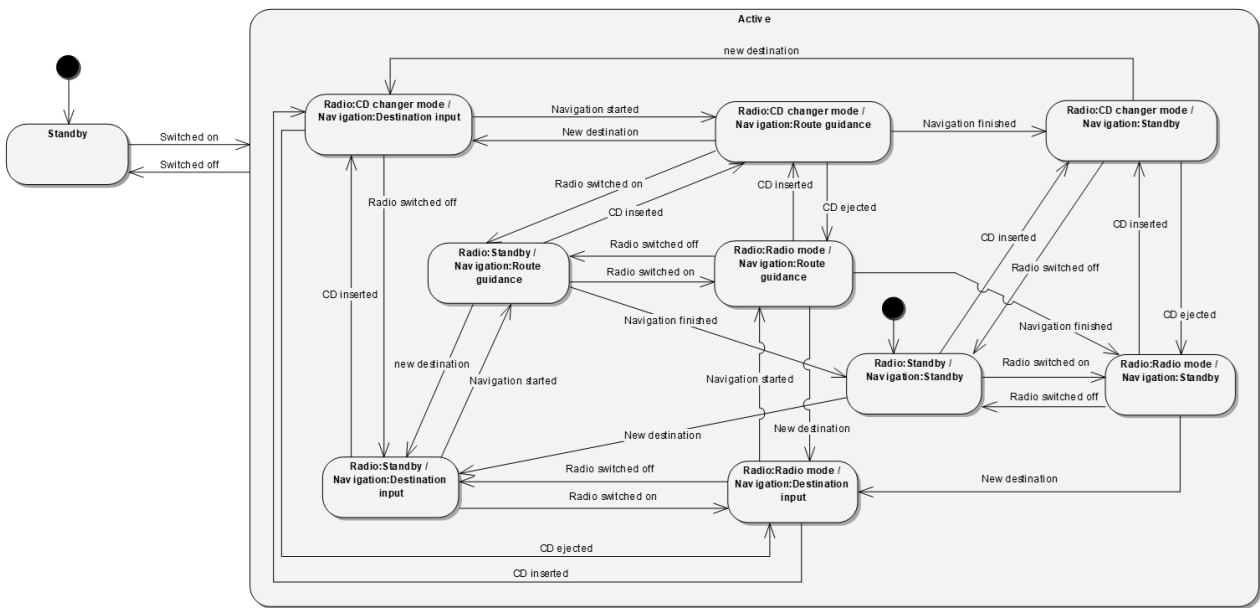 Active
new destination
Radio:CD changer mode /
Navigation:Destination input
Navigation started
New destination
Radio:CD changer mode /
Navigation:Route guidance
Navigation finished
Radio:CD changer mode /
Navigation:Standby
Standby
Switched on
Switched off
Radio switched on
CD inserted
CD ejected
Radio switched off
CD inserted
Radio:Standby /
Navigation:Route
guidance
Radio switched off
Radio switched on
Radio:Radio mode /
Navigation:Route
guidance
CD inserted
Radio switched off
CD inserted
CD inserted
Navigation finished
Navigation finished
CD ejected
new destination
Navigation started
Navigation started
Radio:Standby /
Navigation:Standby
Radio switched on
Radio switched off
Radio:Radio mode /
Navigation:Standby
New destination
New destination
Radio:Standby /
Navigation:Destination
input
Radio switched off
Radio switched on
Radio:Radio mode /
Navigation:Destination
input
New destination
CD ejected
CD inserted